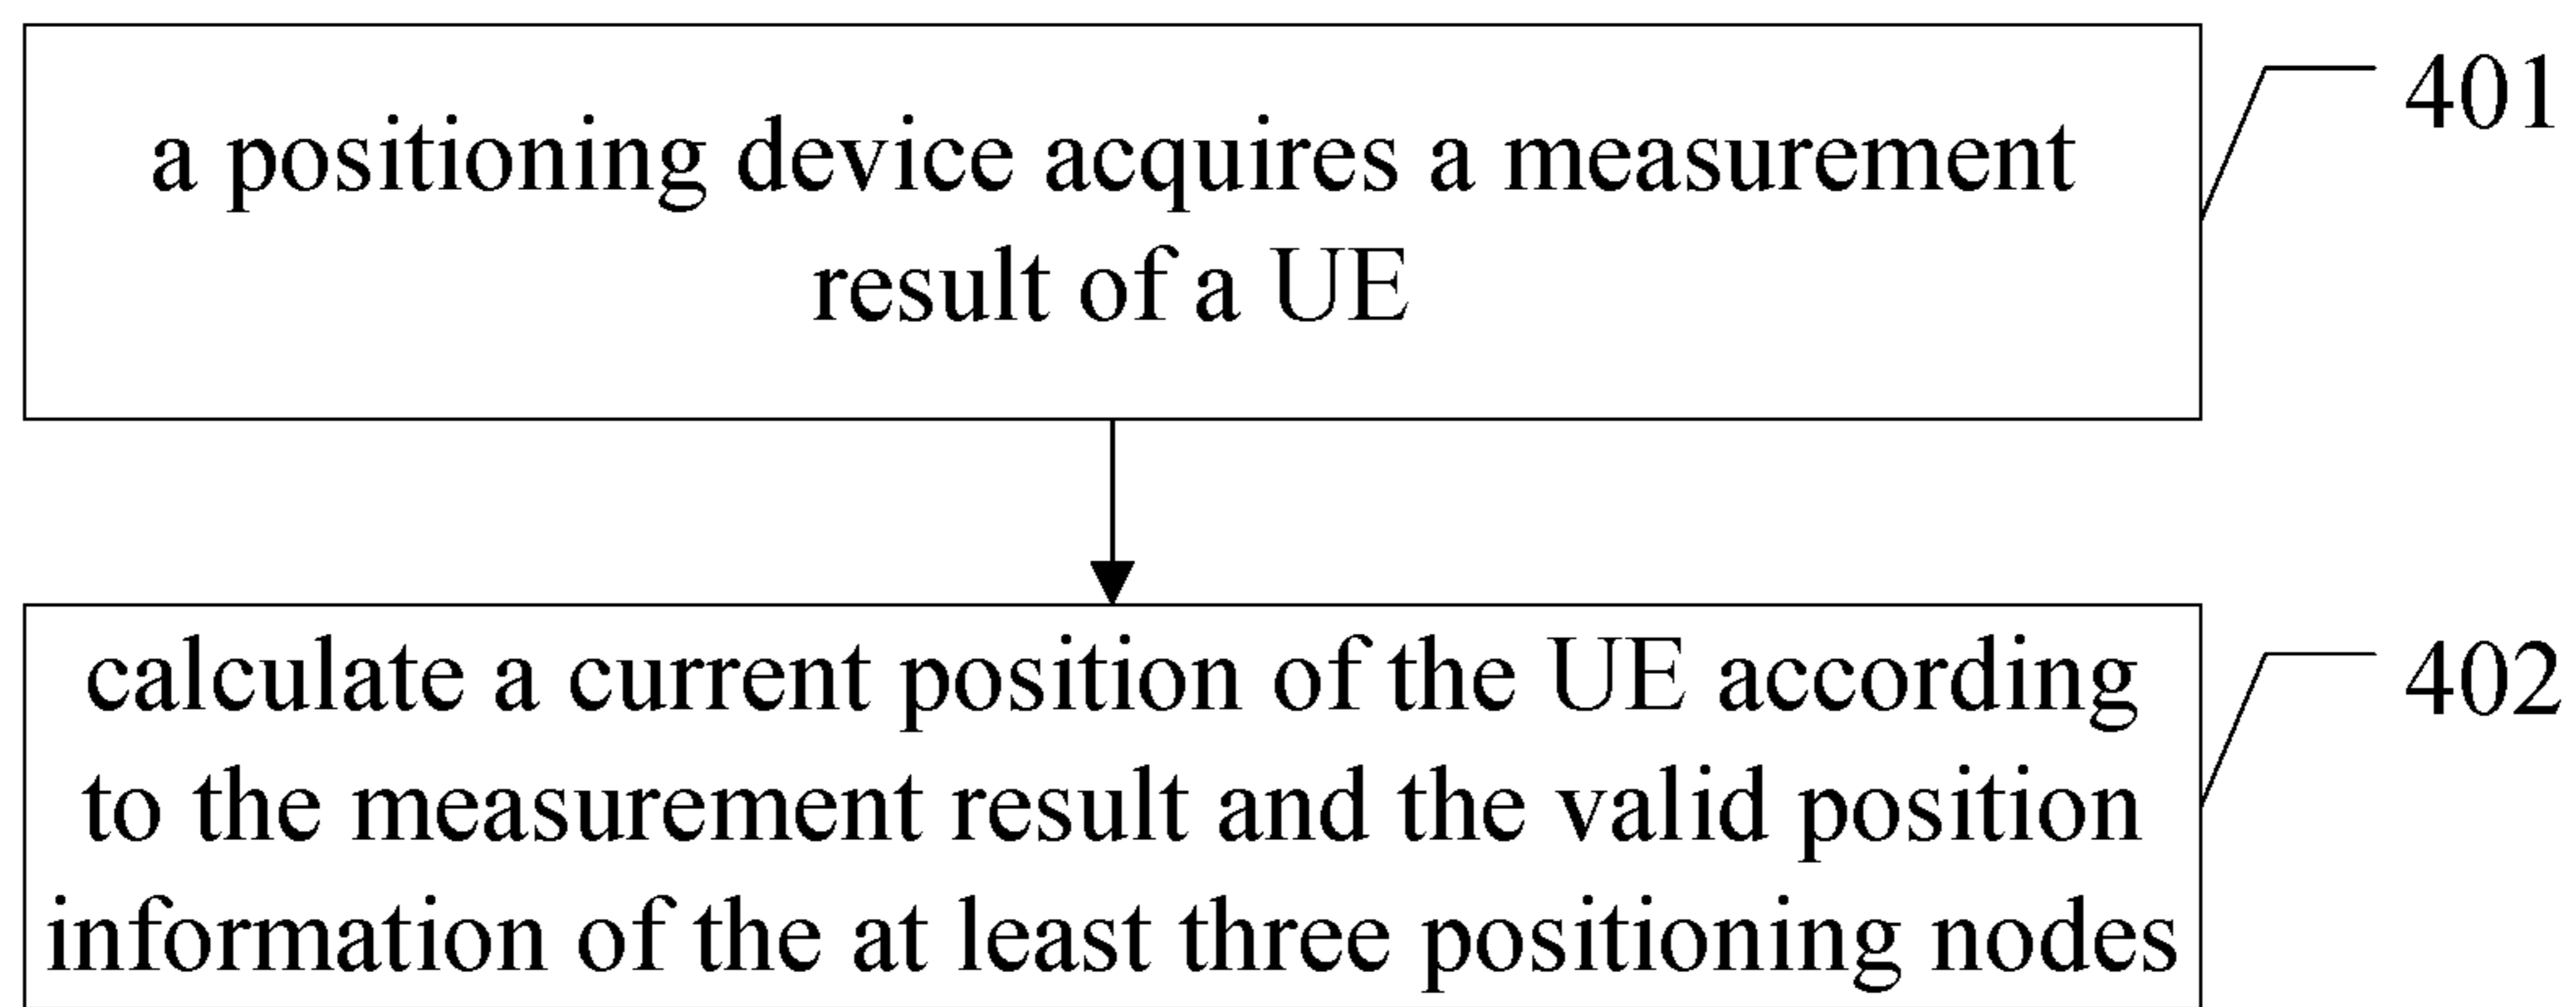 a positioning device acquires a measurement
result of a UE
401
calculate a current position of the UE according
to the measurement result and the valid position
information of the at least three positioning nodes
402